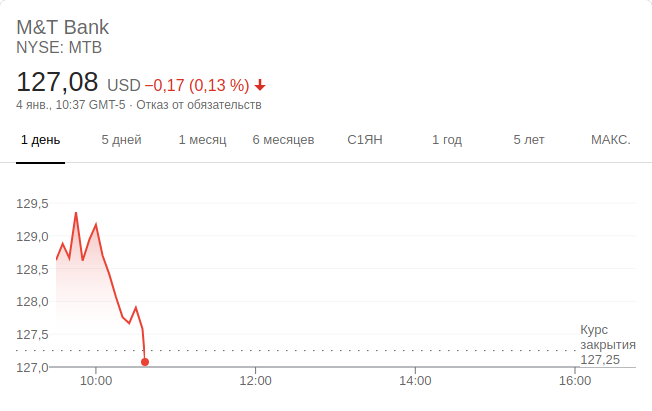 M&T Bank
NYSE: MTB
127,08 USD −0,17 (0,13 %)
4 янв., 10:37 GMT-5 · Отказ от обязательств
1 день 5 дней 1 месяц 6 месяцев С1ЯН 1 год 5 лет МАКС.
129,5
129,0
128,5
128,0
127,5
127,0
Курс
закрытия
127,25
10:00 12:00 14:00 16:00